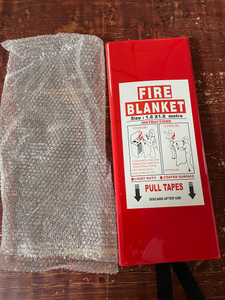 FIRE
BLANKET
Size : 1.8 X1.8 metre
INSTRUCTIONS
PULL TAPES
DISCARD AFTER USE